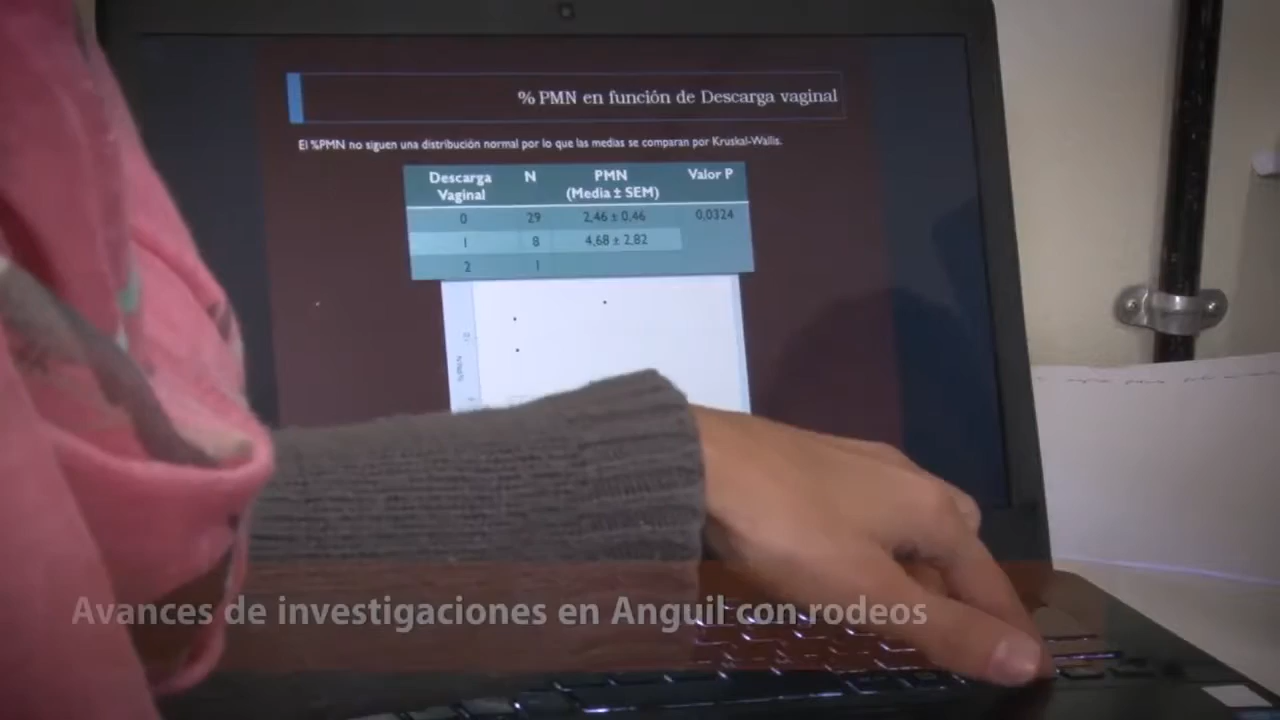 % PMN en función de Descarga vaginal
El %PMN no siguen una distribución normal por lo que las medias se comparan por Kruskal-Wallis.
Descarga Vaginal N PMN (Media ± SEM) Valor P
0 29 2,46 ± 0,46 0,0324
1 8 4,68 ± 2,82
2 1
Avances de investigaciones en Anguil con rodeos